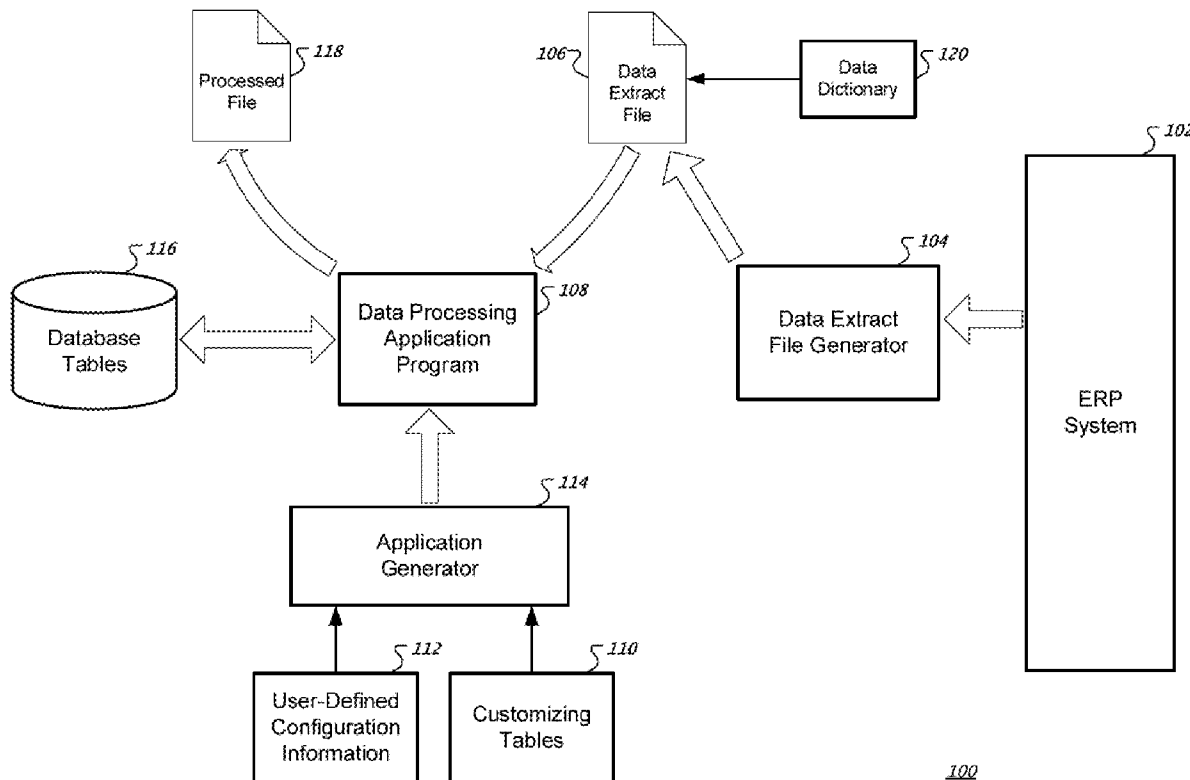 118
Processed
File
106
Data
Extract
File
120
Data
Dictionary
102
ERP
System
104
Data Extract
File Generator
116
Database
Tables
108
Data Processing
Application
Program
114
Application
Generator
112
User-Defined
Configuration
Information
110
Customizing
Tables
100